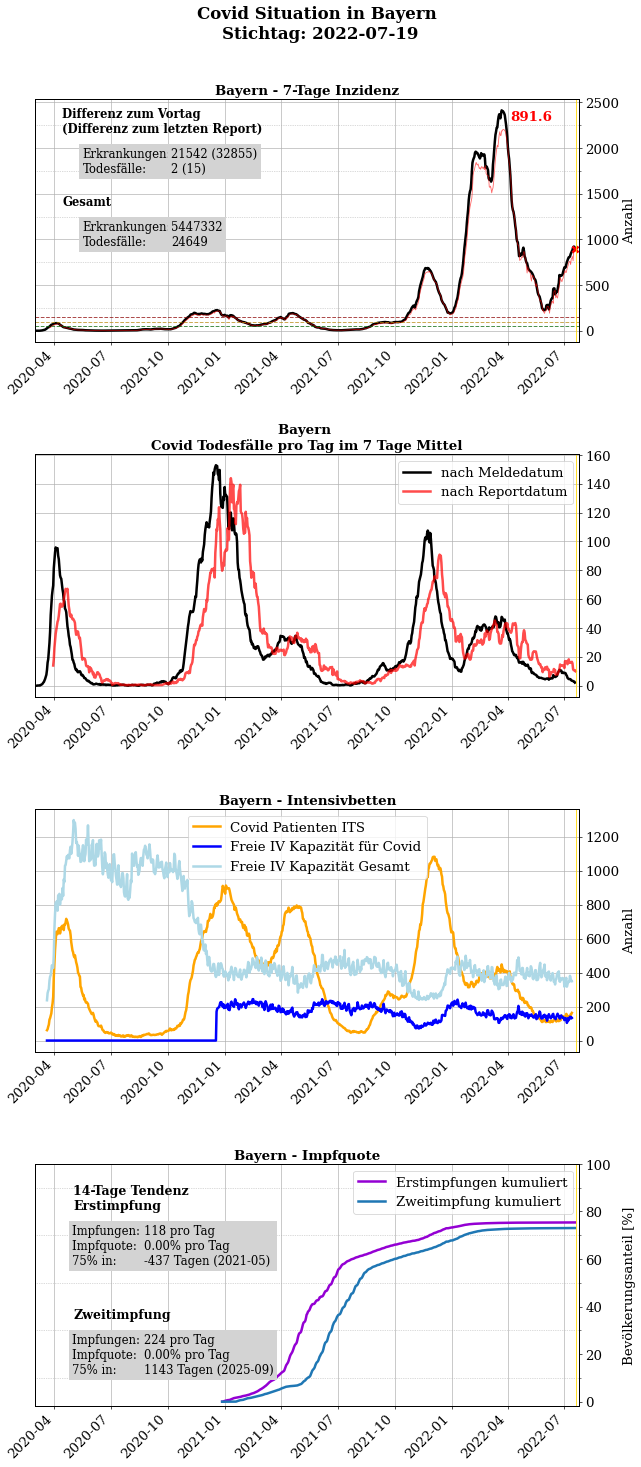 Covid Situation in Bayern
Stichtag: 2022-07-19
Bayern - 7-Tage Inzidenz
Differenz zum Vortag
(Differenz zum letzten Report)
Erkrankungen 21542 (32855)
Todesfälle: 2 (15)
Gesamt
Erkrankungen 5447332
Todesfälle: 24649
891.6
2500
2000
1500
1000
500
0
Anzahl
2020-04 2020-07 2020-10 2021-01 2021-04 2021-07 2021-10 2022-01 2022-04 2022-07
Bayern
Covid Todesfälle pro Tag im 7 Tage Mittel
nach Meldedatum
nach Reportdatum
160
140
120
100
80
60
40
20
0
2020-04 2020-07 2020-10 2021-01 2021-04 2021-07 2021-10 2022-01 2022-04 2022-07
Bayern - Intensivbetten
Covid Patienten ITS
Freie IV Kapazität für Covid
Freie IV Kapazität Gesamt
1200
1000
800
600
400
200
0
Anzahl
2020-04 2020-07 2020-10 2021-01 2021-04 2021-07 2021-10 2022-01 2022-04 2022-07
Bayern - Impfquote
14-Tage Tendenz
Erstimpfung
Impfungen: 118 pro Tag
Impfquote: 0.00% pro Tag
75% in: -437 Tagen (2021-05)
Zweitimpfung
Impfungen: 224 pro Tag
Impfquote: 0.00% pro Tag
75% in: 1143 Tagen (2025-09)
Erstimpfungen kumuliert
Zweitimpfung kumuliert
100
80
60
40
20
0
Bevölkerungsanteil [%]
2020-04 2020-07 2020-10 2021-01 2021-04 2021-07 2021-10 2022-01 2022-04 2022-07